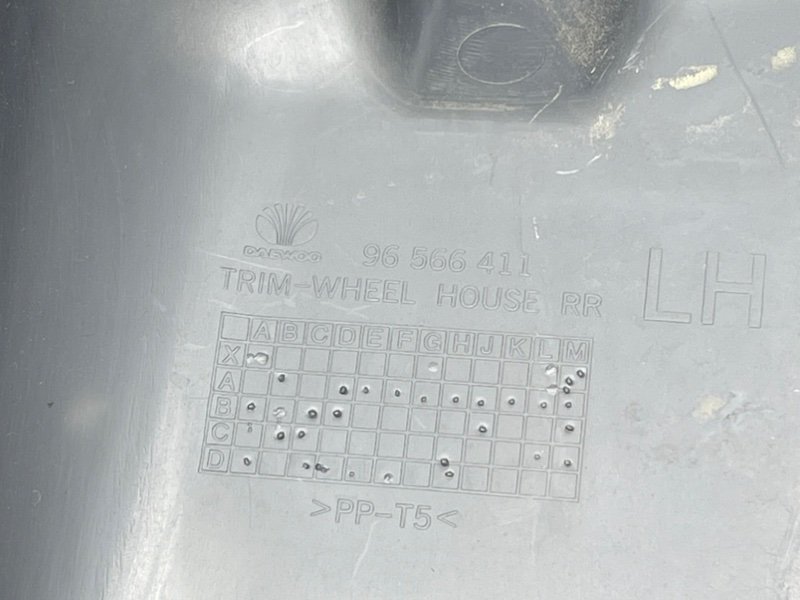 DAEWOO
96 566 411
TRIM-WHEEL HOUSE RR
LH
A B C D E F G H J K L M
X
A
B
C
D
>PP-T5<